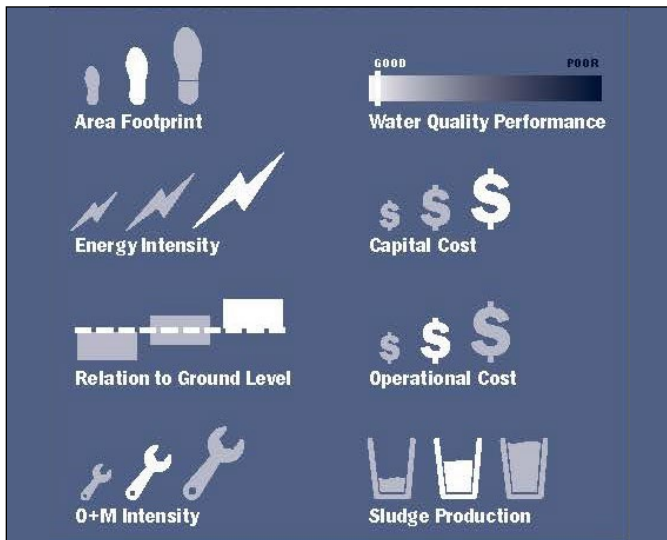 GOOD POOR
Area Footprint
Water Quality Performance
$ $ $
Energy Intensity
Capital Cost
$ $ $
Relation to Ground Level
Operational Cost
O+M Intensity
Sludge Production